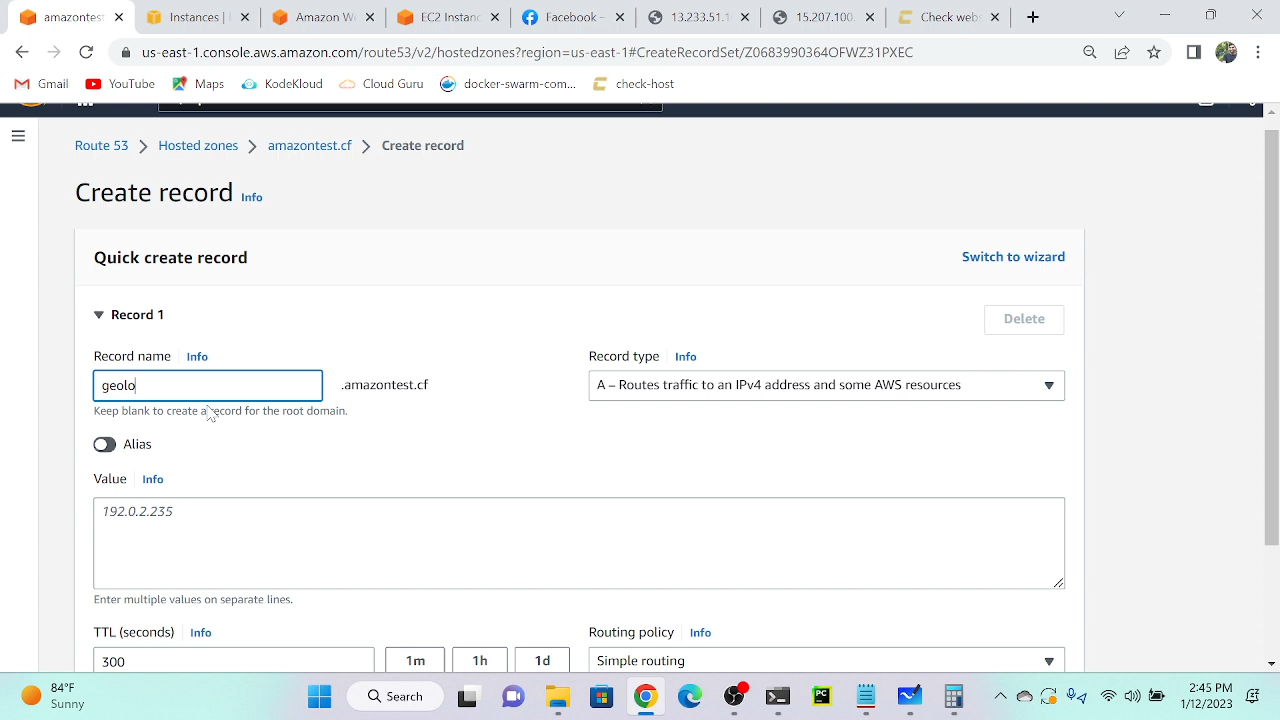 amazontest
Instances |
Amazon W
EC2 In
Facebook -
13.233.5
Check web
us-east-1.console.aws.amazon.com/route53/v2/hostedzones?region=us-east-1#CreateRecordSet/Z0683990364OFWZ31PXEC
Gmail
YouTube
Maps
KodeKloud
Cloud Guru
docker-swarm-com...
check-host
Route 53
Hosted zones
amazontest.cf
Create record
Create record Info
Quick create record
Switch to wizard
Record 1
Delete
Record name Info
Record type Info
geolo
.amazontest.cf
A – Routes traffic to an IPv4 address and some AWS resources
Keep blank to create a record for the root domain.
Alias
Value Info
192.0.2.235
Enter multiple values on separate lines.
TTL (seconds) Info
Routing policy Info
300
1m
1h
1d
Simple routing
84°F
Sunny
Search
PC
2:45 PM
1/12/2023